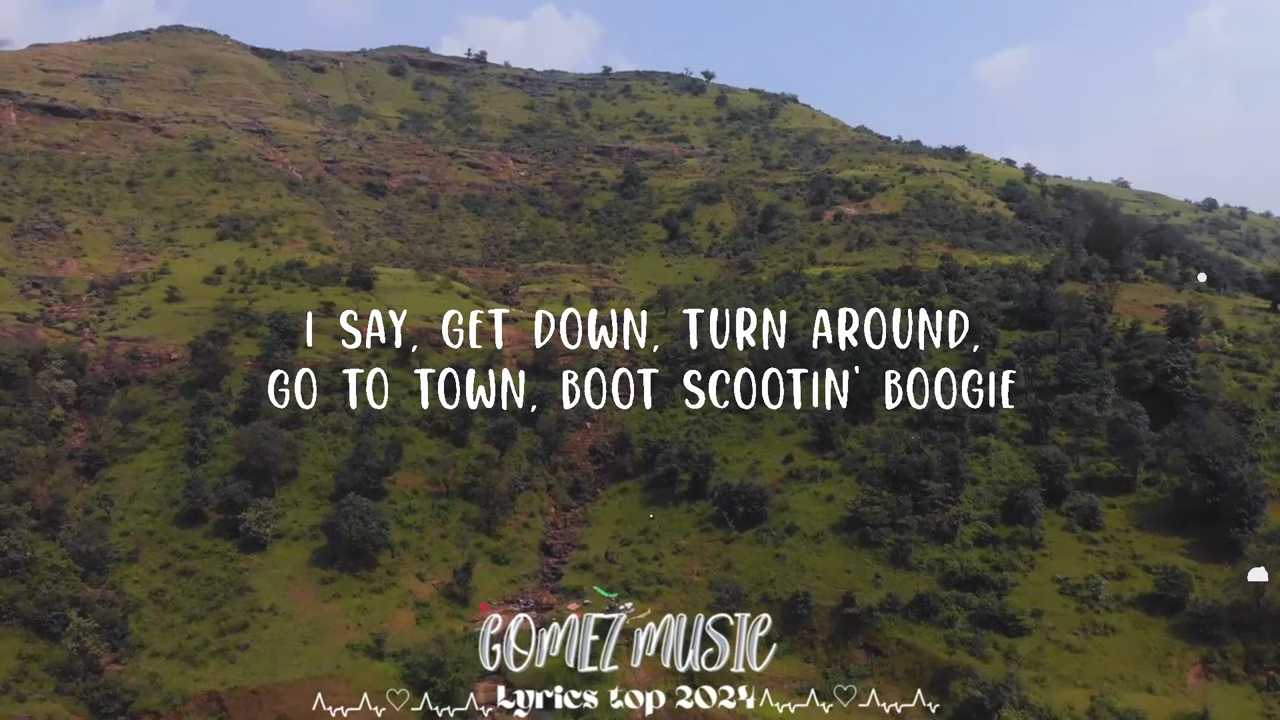 I SAY, GET DOWN, TURN AROUND,
GO TO TOWN, BOOT SCOOTIN' BOOGIE
GOMEZ MUSIC
Lyrics top 2024